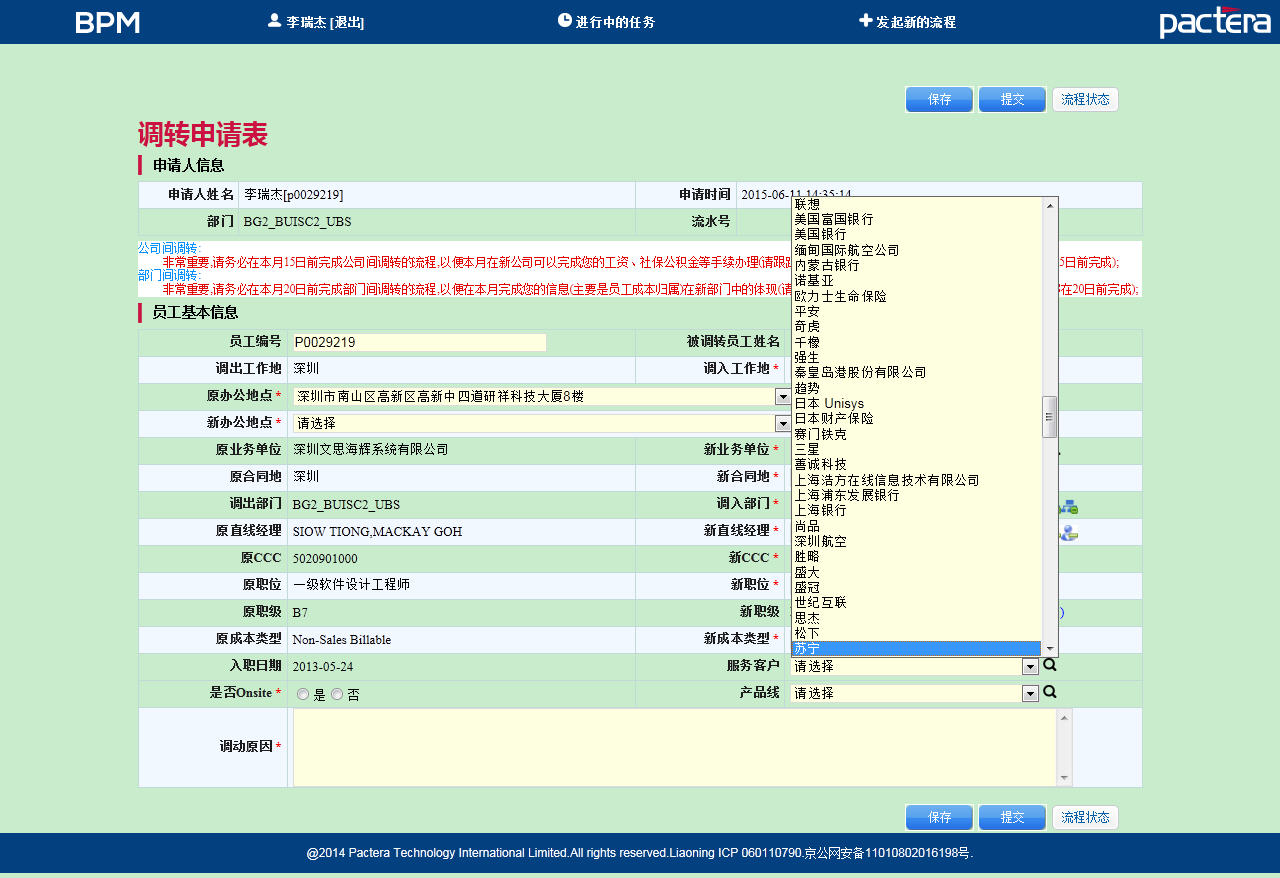 BPM 李瑞杰 [退出] 进行中的任务 发起新的流程 pactera
保存 提交 流程状态
调转申请表
申请人信息
申请人姓名 李瑞杰[p0029219] 申请时间 2015-06-11 14:35:14
部门 BG2_BUISC2_UBS 流水号
公司间调转:
非常重要,请务必在本月15日前完成公司间调转的流程,以便本月在新公司可以完成您的工资、社保公积金等手续办理(请跟踪 5日前完成);
部门间调转:
非常重要,请务必在本月20日前完成部门间调转的流程,以便在本月完成您的信息(主要是员工成本归属)在新部门中的体现(请 在20日前完成);
员工基本信息
员工编号 P0029219 被调转员工姓名
调出工作地 深圳 调入工作地 *
原办公地点 * 深圳市南山区高新区高新中四道研祥科技大厦8楼
新办公地点 * 请选择
原业务单位 深圳文思海辉系统有限公司 新业务单位 *
原合同地 深圳 新合同地 *
调出部门 BG2_BUISC2_UBS 调入部门 *
原直线经理 SIOW TIONG,MACKAY GOH 新直线经理 *
原CCC 5020901000 新CCC *
原职位 一级软件设计工程师 新职位 *
原职级 B7 新职级 )
原成本类型 Non-Sales Billable 新成本类型 *
入职日期 2013-05-24 服务客户 请选择
是否Onsite * 是 否 产品线 请选择
调动原因 *
联想
美国富国银行
美国银行
缅甸国际航空公司
内蒙古银行
诺基亚
欧力士生命保险
平安
奇虎
千橡
强生
秦皇岛港股份有限公司
趋势
日本 Unisys
日本财产保险
赛门铁克
三星
善诚科技
上海浩方在线信息技术有限公司
上海浦东发展银行
上海银行
尚品
深圳航空
胜略
盛大
盛冠
世纪互联
思杰
松下
苏宁
保存 提交 流程状态
@2014 Pactera Technology International Limited.All rights reserved.Liaoning ICP 060110790.京公网安备11010802016198号.